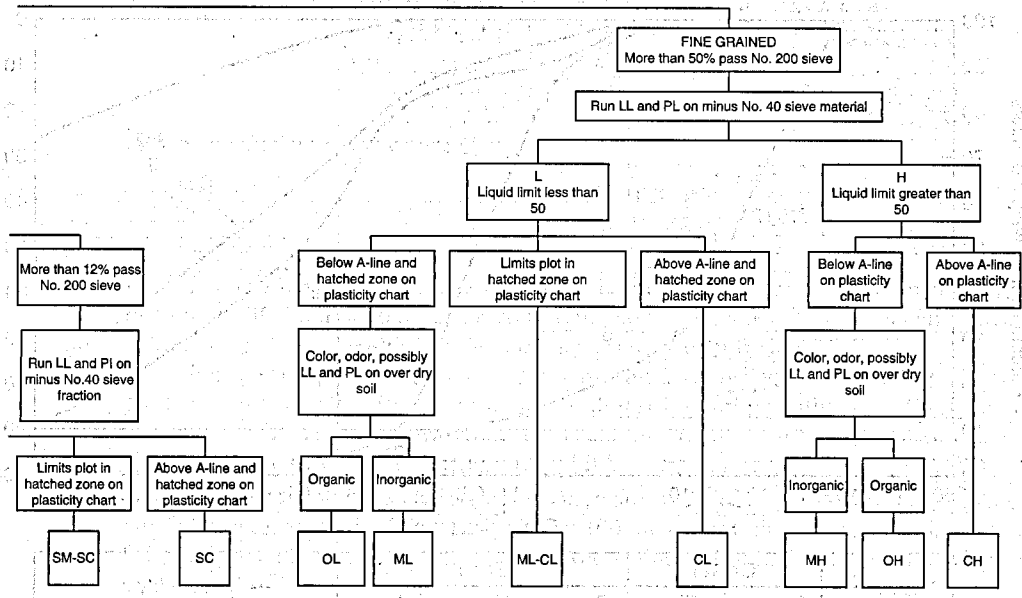 FINE GRAINED
More than 50% pass No. 200 sieve
Run LL and PL on minus No. 40 sieve material
L
Liquid limit less than
50
H
Liquid limit greater than
50
More than 12% pass
No. 200 sieve
Below A-line and
hatched zone on
plasticity chart
Limits plot in
hatched zone on
plasticity chart
Above A-line and
hatched zone on
plasticity chart
Below A-line
on plasticity
chart
Above A-line
on plasticity
chart
Run LL and Pl on
minus No.40 sieve
fraction
Color, odor, possibly
LL and PL on over dry
soil
Color, odor, possibly
LL and PL on over dry
soil
Limits plot in
hatched zone on
plasticity chart
Above A-line and
hatched zone on
plasticity chart
Organic
Inorganic
Inorganic
Organic
SM-SC
SC
OL
ML
ML-CL
CL
MH
OH
CH